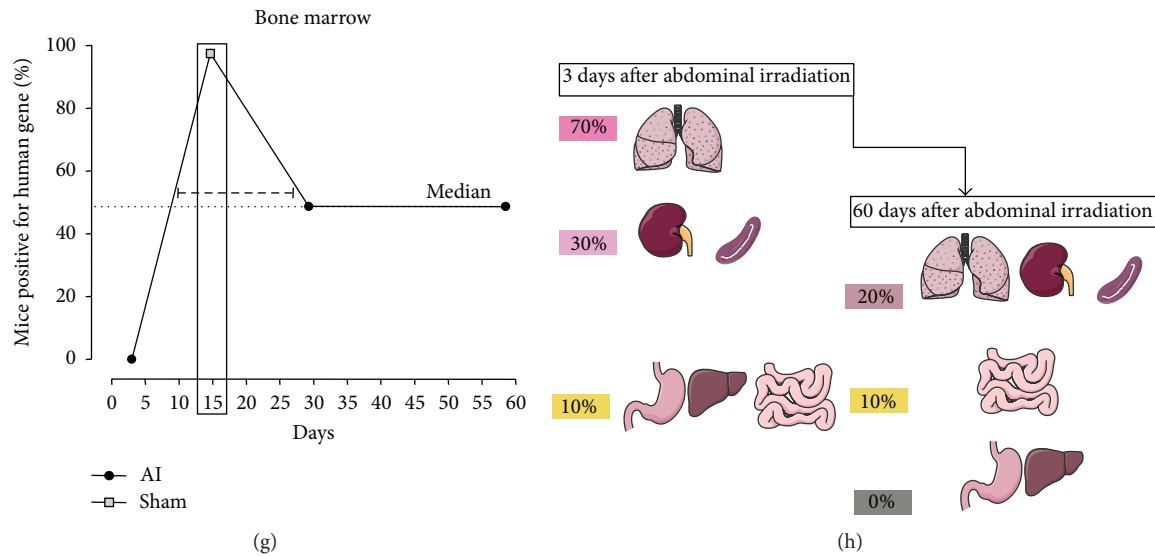 Bone marrow
Mice positive for human gene (%)
100
80
60
40
20
0
Median
0 5 10 15 20 25 30 35 40 45 50 55 60
Days
AI
Sham
(g)
3 days after abdominal irradiation
70%
30%
10%
60 days after abdominal irradiation
20%
10%
0%
(h)